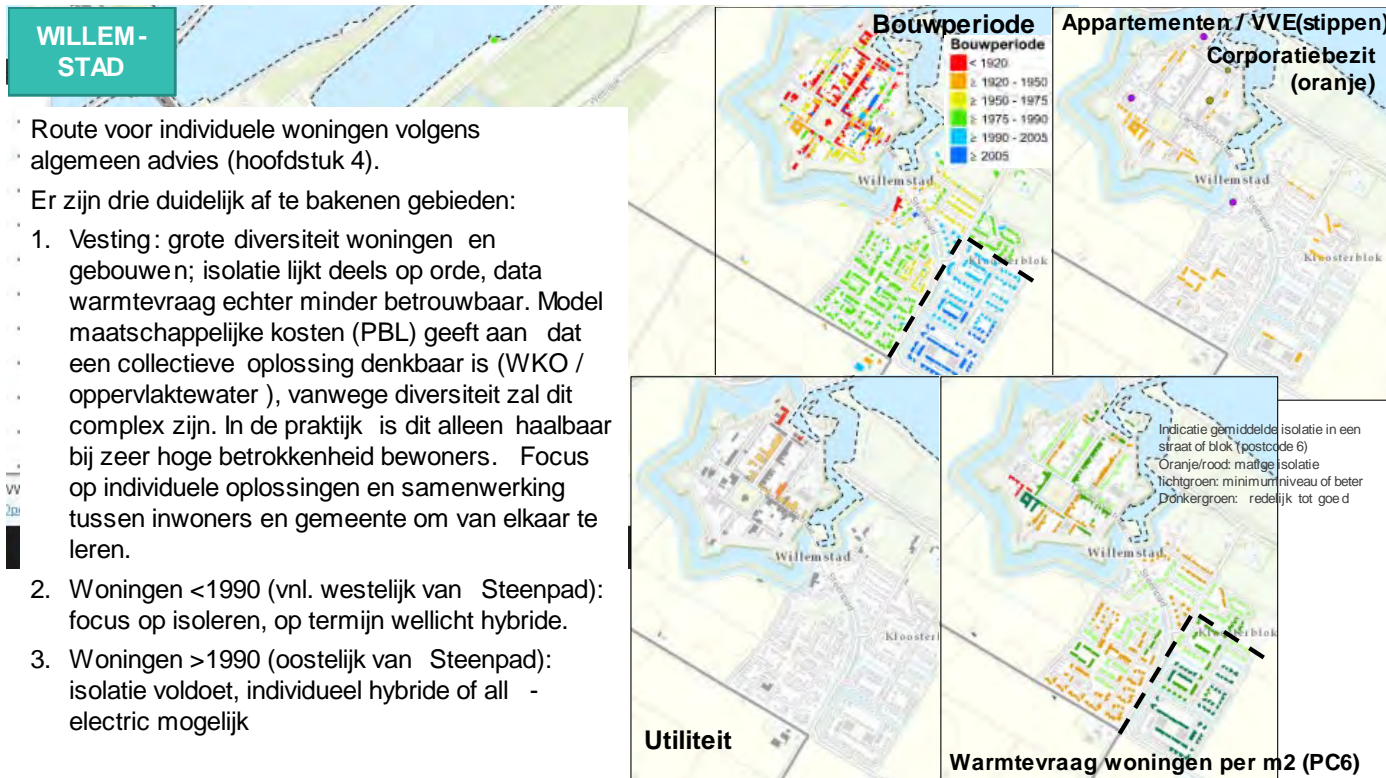 WILLEM-
STAD
Route voor individuele woningen volgens
algemeen advies (hoofdstuk 4).
Er zijn drie duidelijk af te bakenen gebieden:
1. Vesting: grote diversiteit woningen en
gebouwen; isolatie lijkt deels op orde, data
warmtevraag echter minder betrouwbaar. Model
maatschappelijke kosten (PBL) geeft aan dat
een collectieve oplossing denkbaar is (WKO /
oppervlaktewater ), vanwege diversiteit zal dit
complex zijn. In de praktijk is dit alleen haalbaar
bij zeer hoge betrokkenheid bewoners. Focus
op individuele oplossingen en samenwerking
tussen inwoners en gemeente om van elkaar te
leren.
2. Woningen <1990 (vnl. westelijk van Steenpad):
focus op isoleren, op termijn wellicht hybride.
3. Woningen >1990 (oostelijk van Steenpad):
isolatie voldoet, individueel hybride of all -
electric mogelijk
Bouwperiode
Bouwperiode
< 1920
≥ 1920 - 1950
≥ 1950 - 1975
≥ 1975 - 1990
≥ 1990 - 2005
≥ 2005
Willemstad
Steenpad
Kloosterblok
Appartementen / VVE(stippen)
Corporatiebezit
(oranje)
Willemstad
Steenpad
Kloosterblok
Willemstad
Steenpad
Klooster
Utiliteit
Indicatie gemiddelde isolatie in een
straat of blok (postcode 6)
Oranje/rood: matige isolatie
lichtgroen: minimumniveau of beter
Donkergroen: redelijk tot goed
Willemstad
Steenpad
Kloosterblok
Warmtevraag woningen per m2 (PC6)